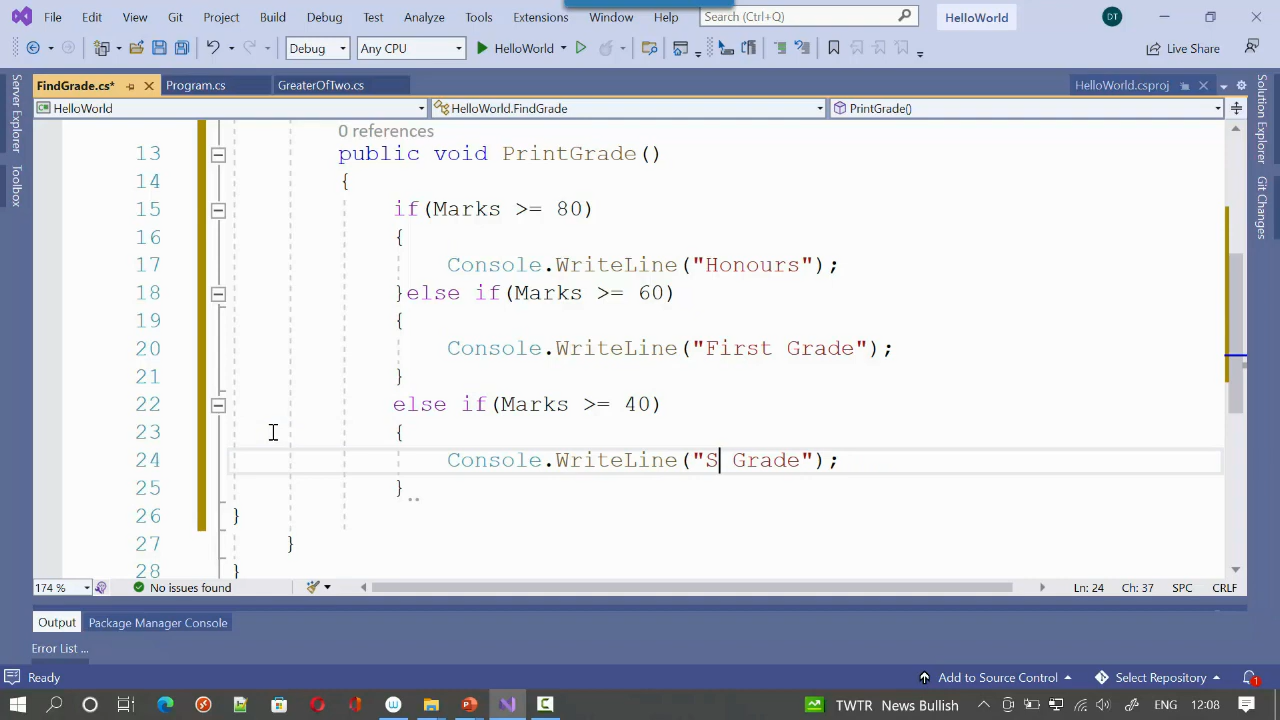 File Edit View Git Project Build Debug Test Analyze Tools Extensions Window Help Search (Ctrl+Q) HelloWorld DT
Debug Any CPU HelloWorld Live Share
FindGrade.cs* Program.cs GreaterOfTwo.cs HelloWorld.csproj
HelloWorld HelloWorld.FindGrade PrintGrade()
Server Explorer
Toolbox
Solution Explorer
Git Changes
0 references
13 public void PrintGrade()
14 {
15 if(Marks >= 80)
16 {
17 Console.WriteLine("Honours");
18 }else if(Marks >= 60)
19 {
20 Console.WriteLine("First Grade");
21 }
22 else if(Marks >= 40)
23 {
24 Console.WriteLine("S Grade");
25 }
26 }
27 }
28 }
174 % No issues found Ln: 24 Ch: 37 SPC CRLF
Output Package Manager Console
Error List ...
Ready Add to Source Control Select Repository 1
TWTR News Bullish ENG 12:08